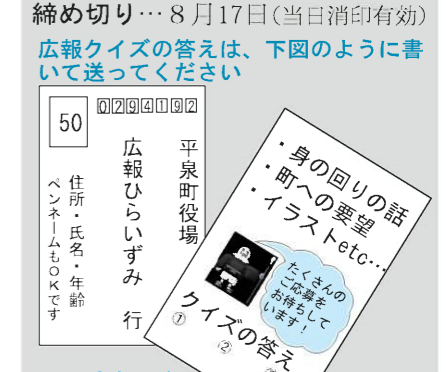 締め切り…８月17日(当日消印有効)
広報クイズの答えは、下図のように書
いて送ってください
50
0294192
平泉町役場
広報ひらいずみ　行
住所・氏名・年齢
ペンネームもＯＫです
・身の回りの話
・町への要望
・イラストetc…
たくさんの
ご応募を
お待ちして
います！
クイズの答え
①
②